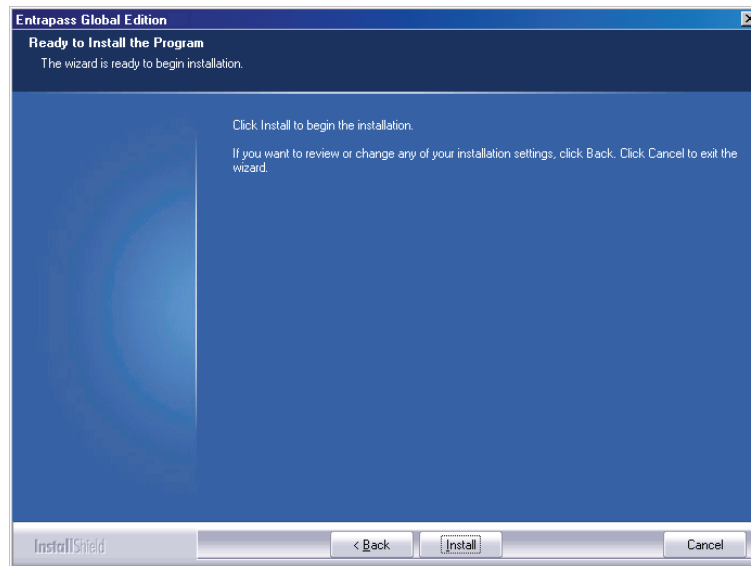 Entrapass Global Edition
Ready to Install the Program
The wizard is ready to begin installation.
Click Install to begin the installation.
If you want to review or change any of your installation settings, click Back. Click Cancel to exit the
wizard.
InstallShield
< Back
Install
Cancel